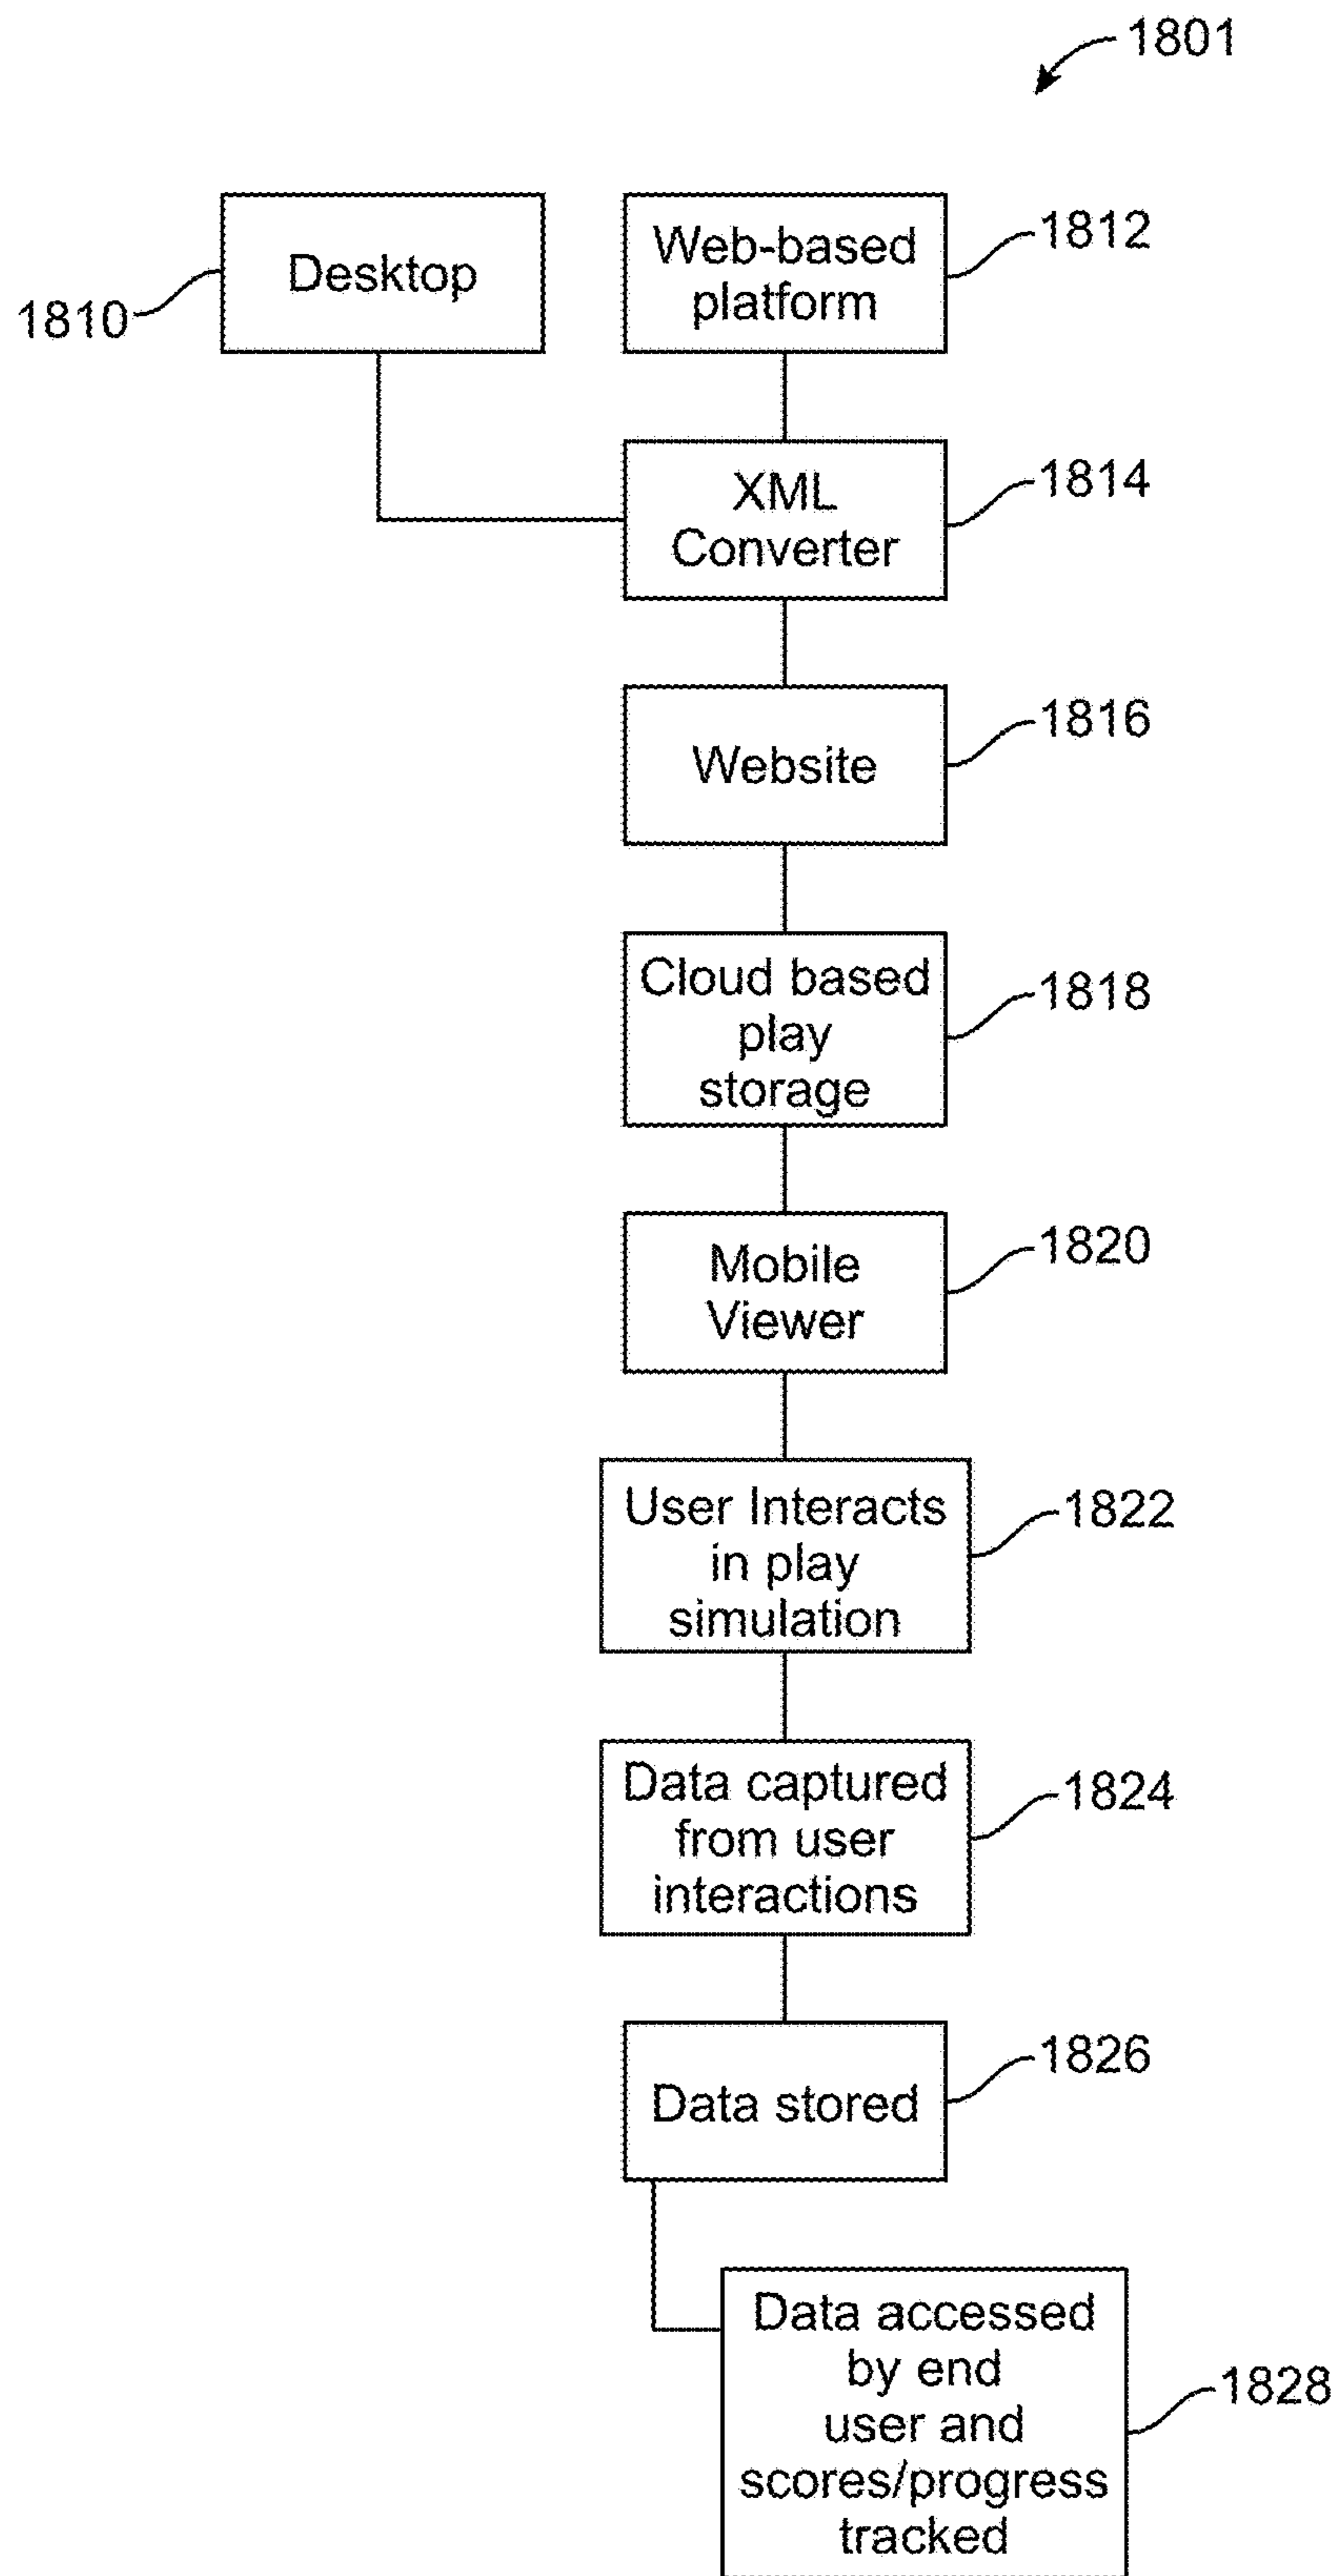 1801
Desktop
1810
Web-based
platform
1812
XML
Converter
1814
Website
1816
Cloud based
play
storage
1818
Mobile
Viewer
1820
User Interacts
in play
simulation
1822
Data captured
from user
interactions
1824
Data stored
1826
Data accessed
by end
user and
scores/progress
tracked
1828